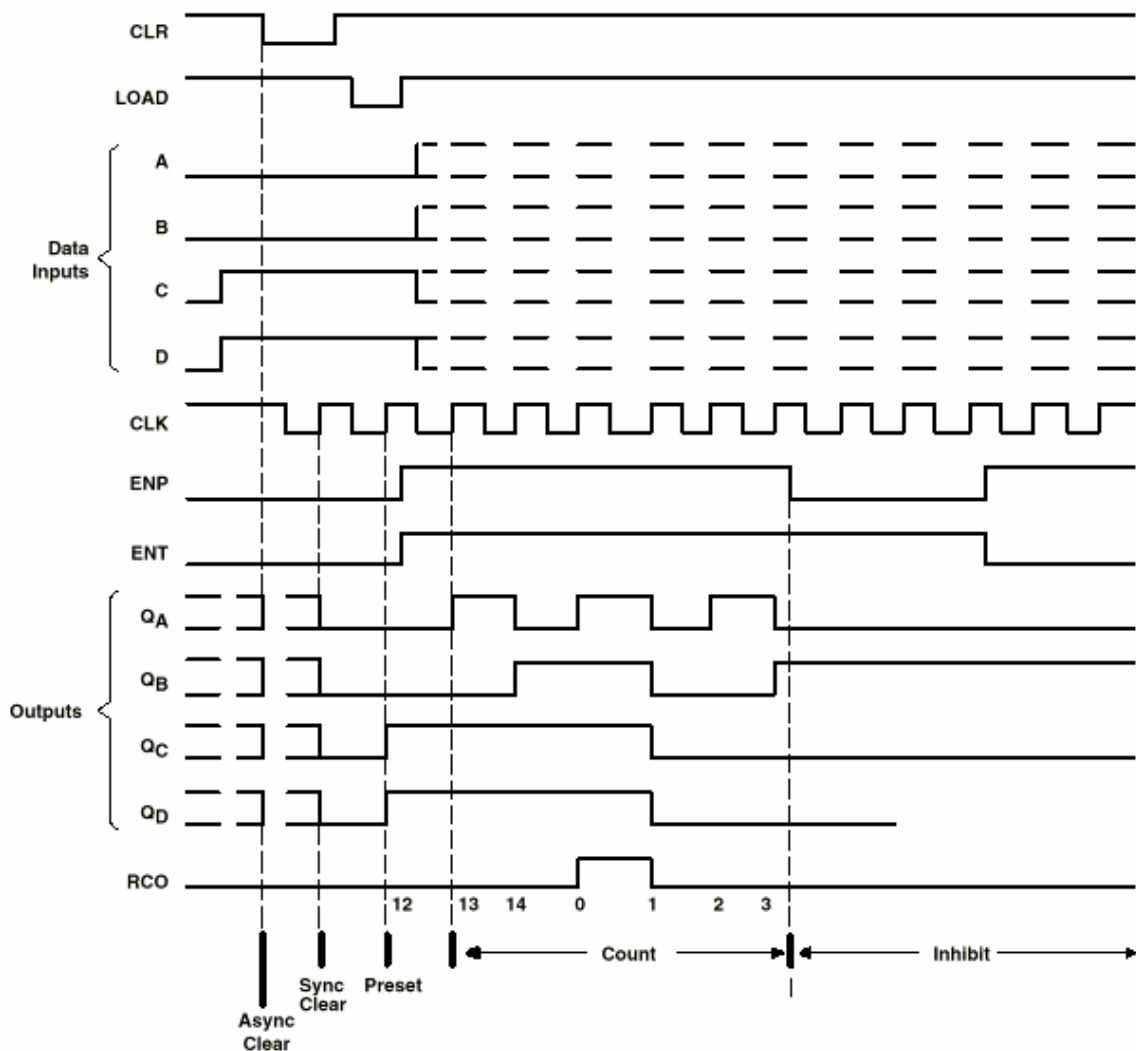 CLR
LOAD
A
B
Data
Inputs
C
D
CLK
ENP
ENT
QA
QB
Outputs
QC
QD
RCO
12 13 14 0 1 2 3
Count Inhibit
Sync
Clear
Preset
Async
Clear